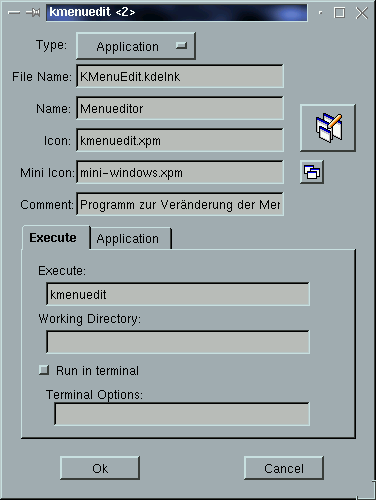 kmenuedit <2>
Type: Application
File Name: KMenuEdit.kdelnk
Name: Menueditor
Icon: kmenuedit.xpm
Mini Icon: mini-windows.xpm
Comment: Programm zur Veränderung der Mer
Execute Application
Execute:
kmenuedit
Working Directory:
Run in terminal
Terminal Options:
Ok Cancel